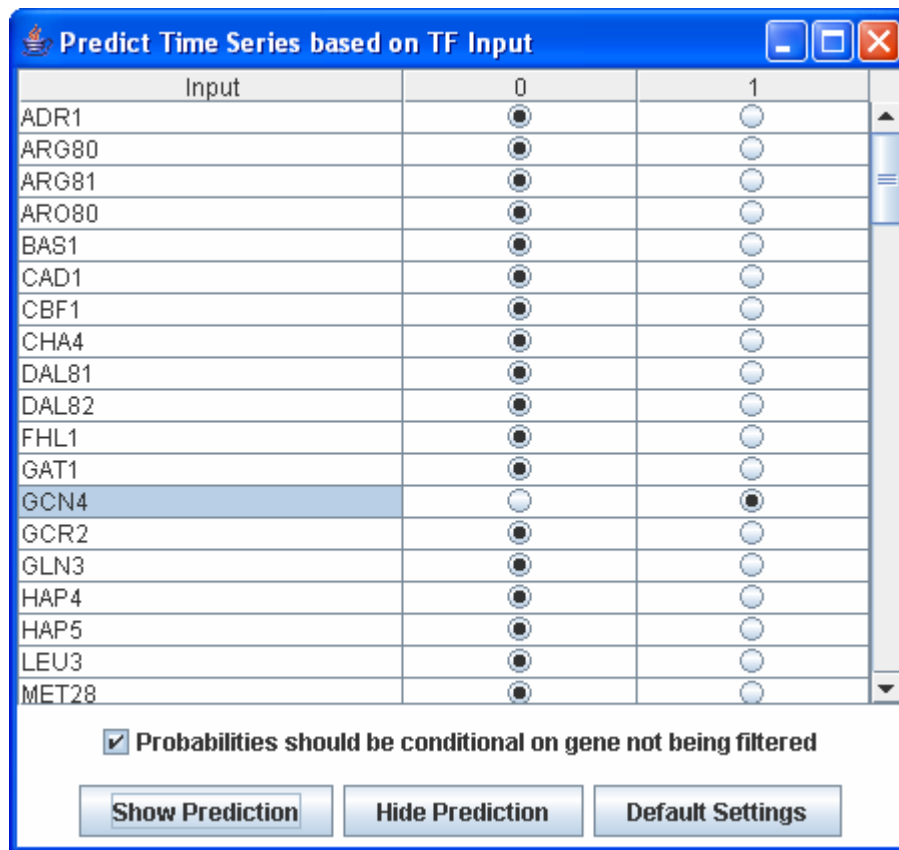 Predict Time Series based on TF Input
Input 0 1
ADR1
ARG80
ARG81
ARO80
BAS1
CAD1
CBF1
CHA4
DAL81
DAL82
FHL1
GAT1
GCN4
GCR2
GLN3
HAP4
HAP5
LEU3
MET28
Probabilities should be conditional on gene not being filtered
Show Prediction Hide Prediction Default Settings